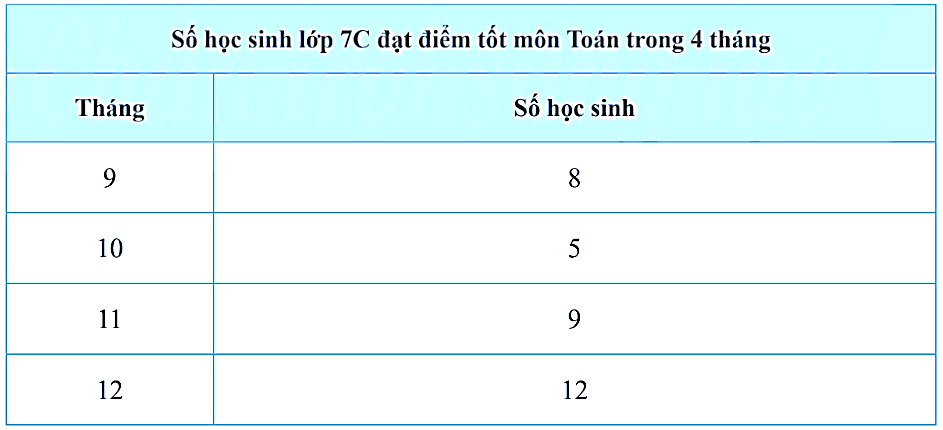 Số học sinh lớp 7C đạt điểm tốt môn Toán trong 4 tháng
Tháng Số học sinh
9 8
10 5
11 9
12 12